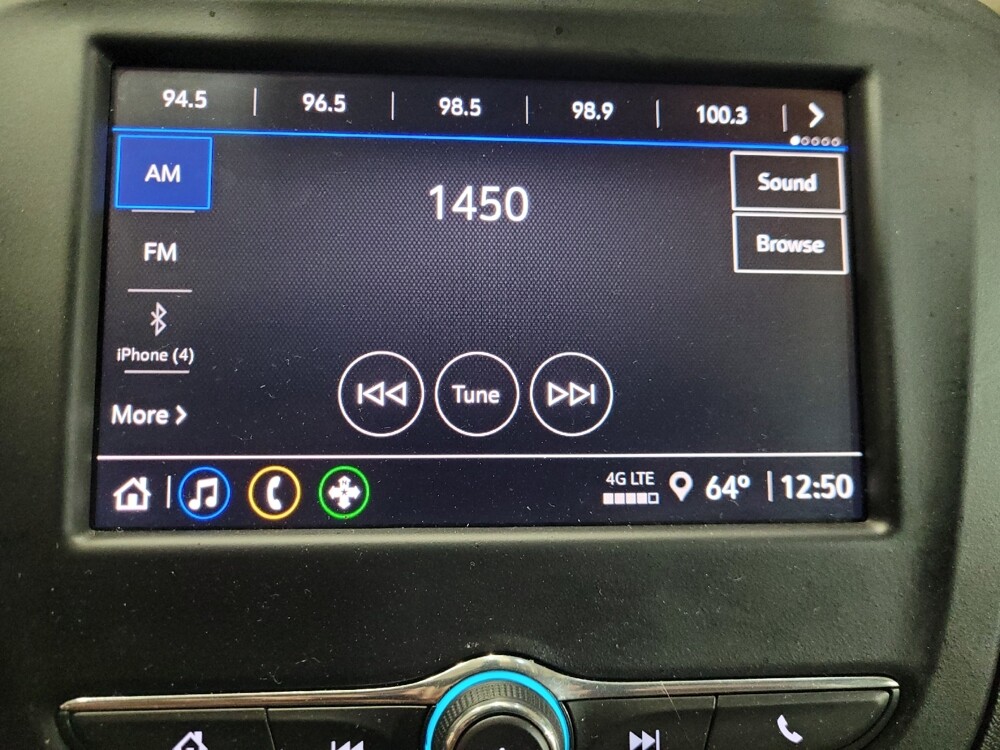 94.5 96.5 98.5 98.9 100.3
AM
1450
Sound
FM
Browse
iPhone (4)
More
Tune
4G LTE
64° 12:50